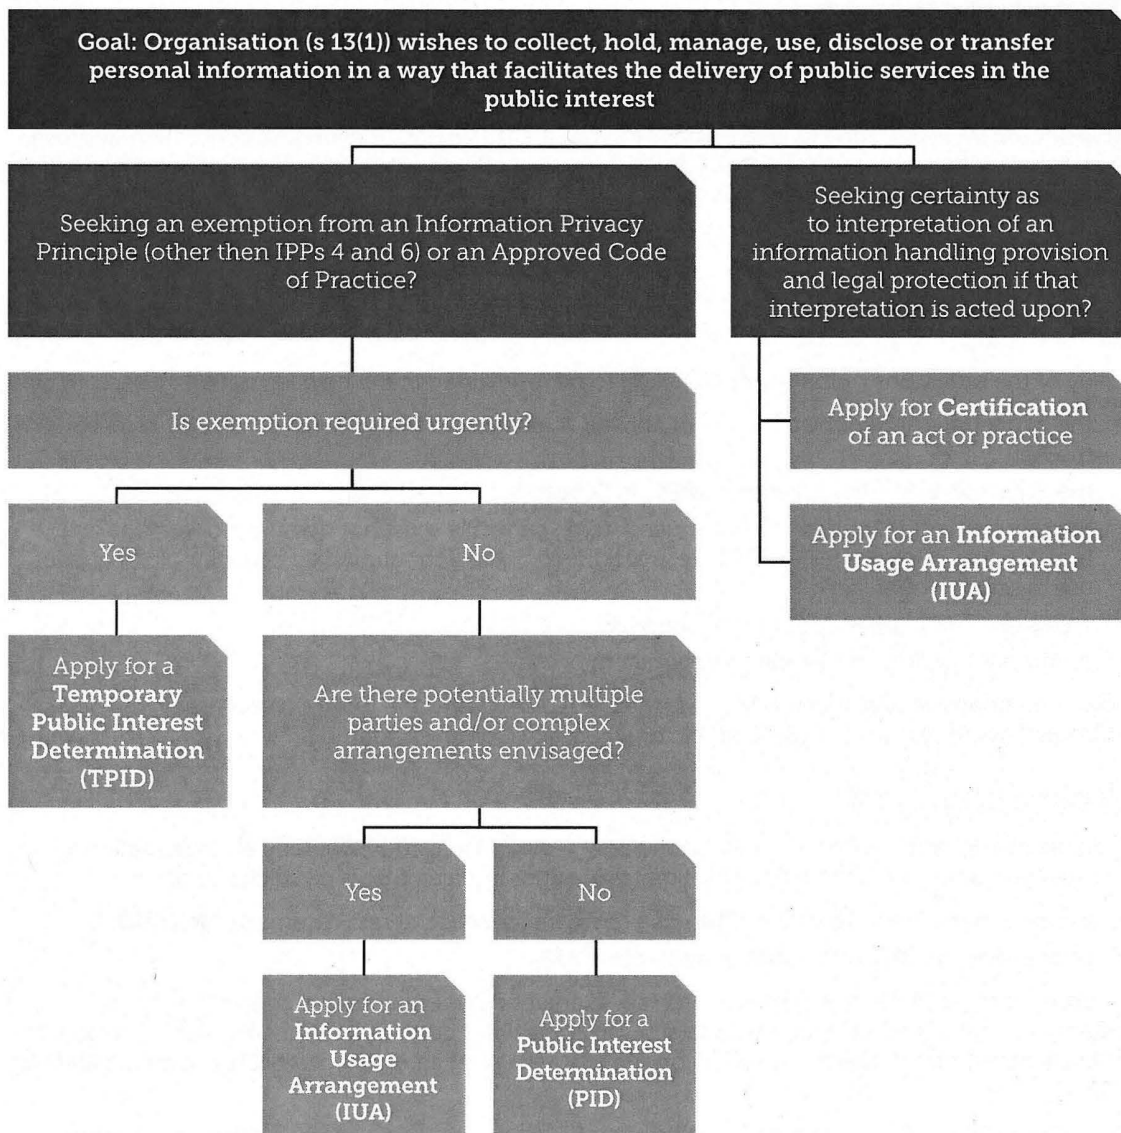 Goal: Organisation (s 13(1)) wishes to collect, hold, manage, use, disclose or transfer
personal information in a way that facilitates the delivery of public services in the
public interest
Seeking an exemption from an Information Privacy
Principle (other then IPPs 4 and 6) or an Approved Code
of Practice?
Seeking certainty as
to interpretation of an
information handling provision
and legal protection if that
interpretation is acted upon?
Is exemption required urgently?
Apply for Certification
of an act or practice
Yes
No
Apply for an Information
Usage Arrangement
(IUA)
Apply for a
Temporary
Public Interest
Determination
(TPID)
Are there potentially multiple
parties and/or complex
arrangements envisaged?
Yes
No
Apply for an
Information
Usage
Arrangement
(IUA)
Apply for a
Public Interest
Determination
(PID)